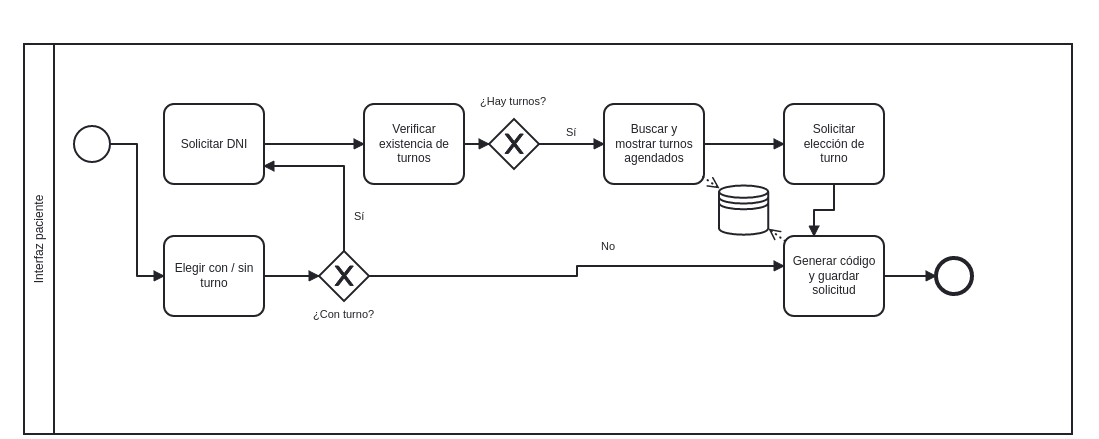 Interfaz paciente
Solicitar DNI
Verificar
existencia de
turnos
¿Hay turnos?
Sí
Buscar y
mostrar turnos
agendados
Solicitar
elección de
turno
Sí
Elegir con / sin
turno
¿Con turno?
No
Generar código
y guardar
solicitud